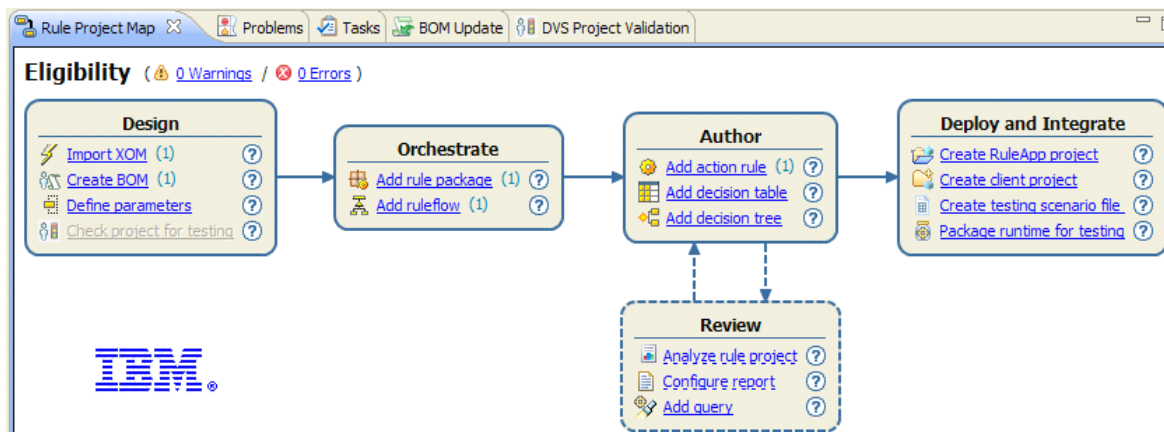 Rule Project Map Problems Tasks BOM Update DVS Project Validation
Eligibility ( 0 Warnings / 0 Errors )
Design
Import XOM (1) ?
Create BOM (1) ?
Define parameters ?
Check project for testing ?
Orchestrate
Add rule package (1) ?
Add ruleflow (1) ?
Author
Add action rule (1) ?
Add decision table ?
Add decision tree ?
Deploy and Integrate
Create RuleApp project ?
Create client project ?
Create testing scenario file ?
Package runtime for testing ?
Review
Analyze rule project ?
Configure report ?
Add query ?
IBM®